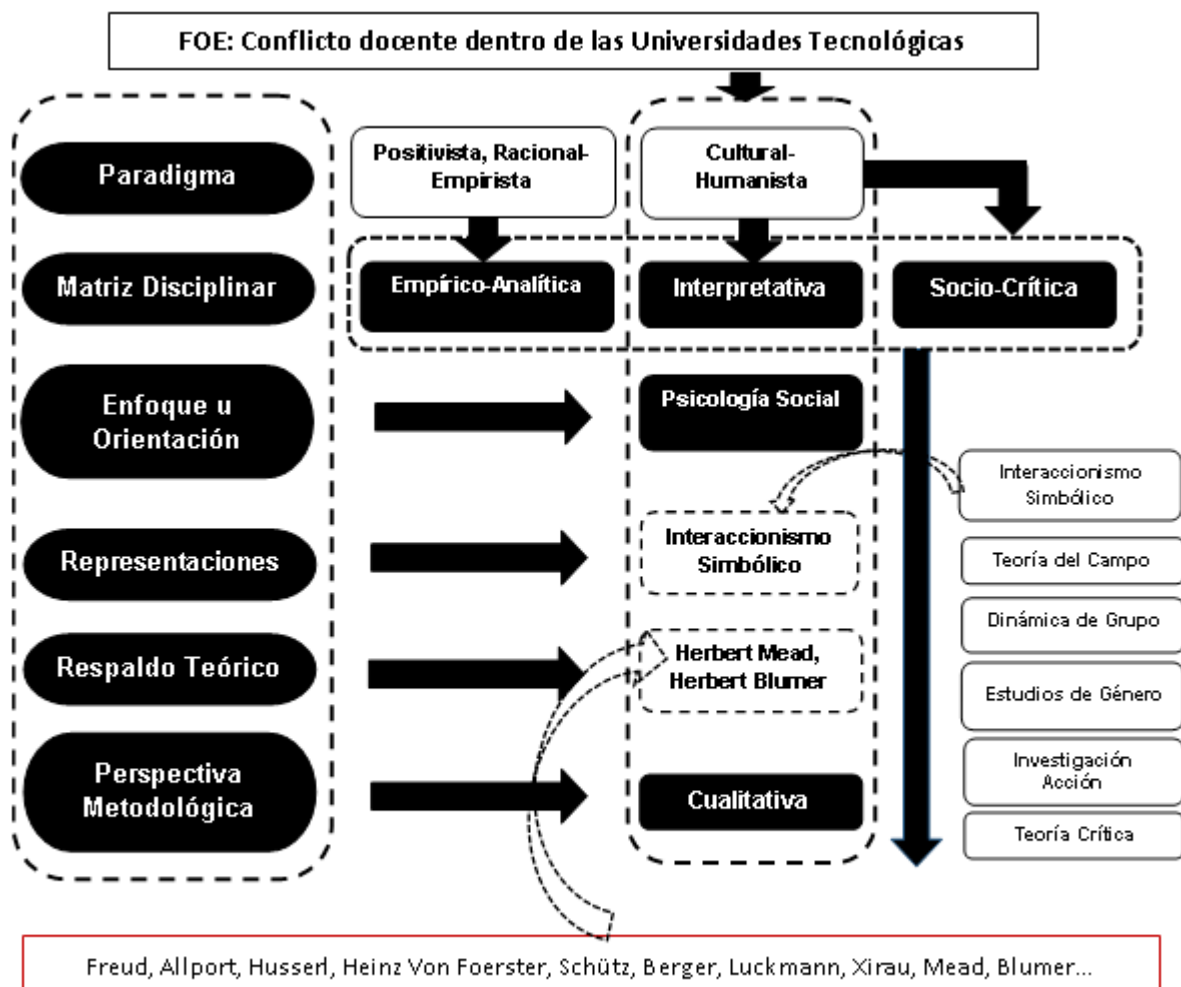 FOE: Conflicto docente dentro de las Universidades Tecnológicas
Paradigma
Positivista, Racional-
Empirista
Cultural-
Humanista
Matriz Disciplinar
Empírico-Analítica
Interpretativa
Socio-Crítica
Enfoque u
Orientación
Psicología Social
Representaciones
Interaccionismo
Simbólico
Interaccionismo
Simbólico
Teoría del Campo
Dinámica de Grupo
Respaldo Teórico
Herbert Mead,
Herbert Blumer
Estudios de Género
Perspectiva
Metodológica
Cualitativa
Investigación
Acción
Teoría Crítica
Freud, Allport, Husserl, Heinz Von Foerster, Schütz, Berger, Luckmann, Xirau, Mead, Blumer...